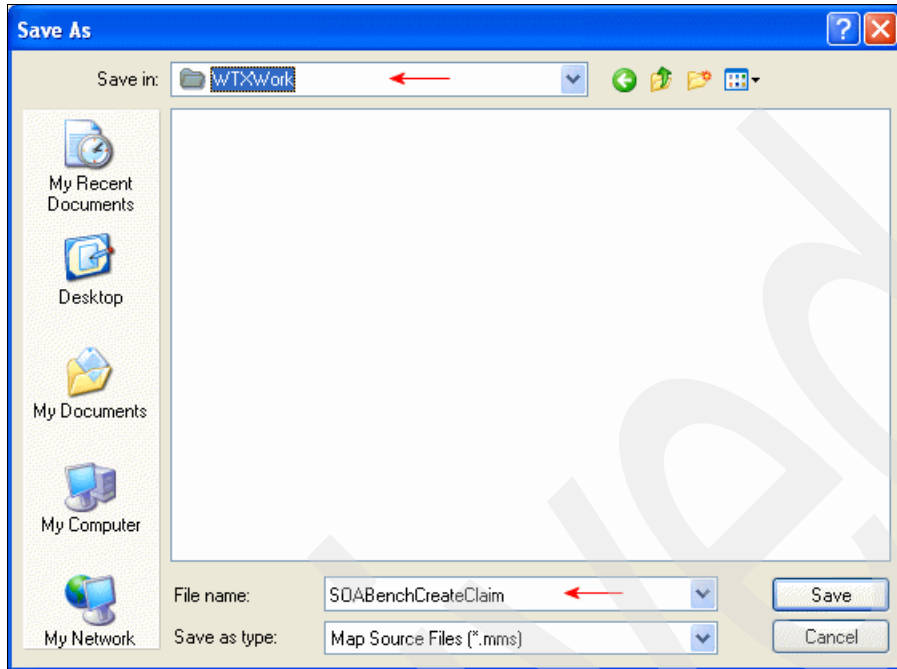 Save As
Save in:
WTXWork
My Recent
Documents
Desktop
My Documents
My Computer
My Network
File name:
SOABenchCreateClaim
Save
Save as type:
Map Source Files (*.mms)
Cancel